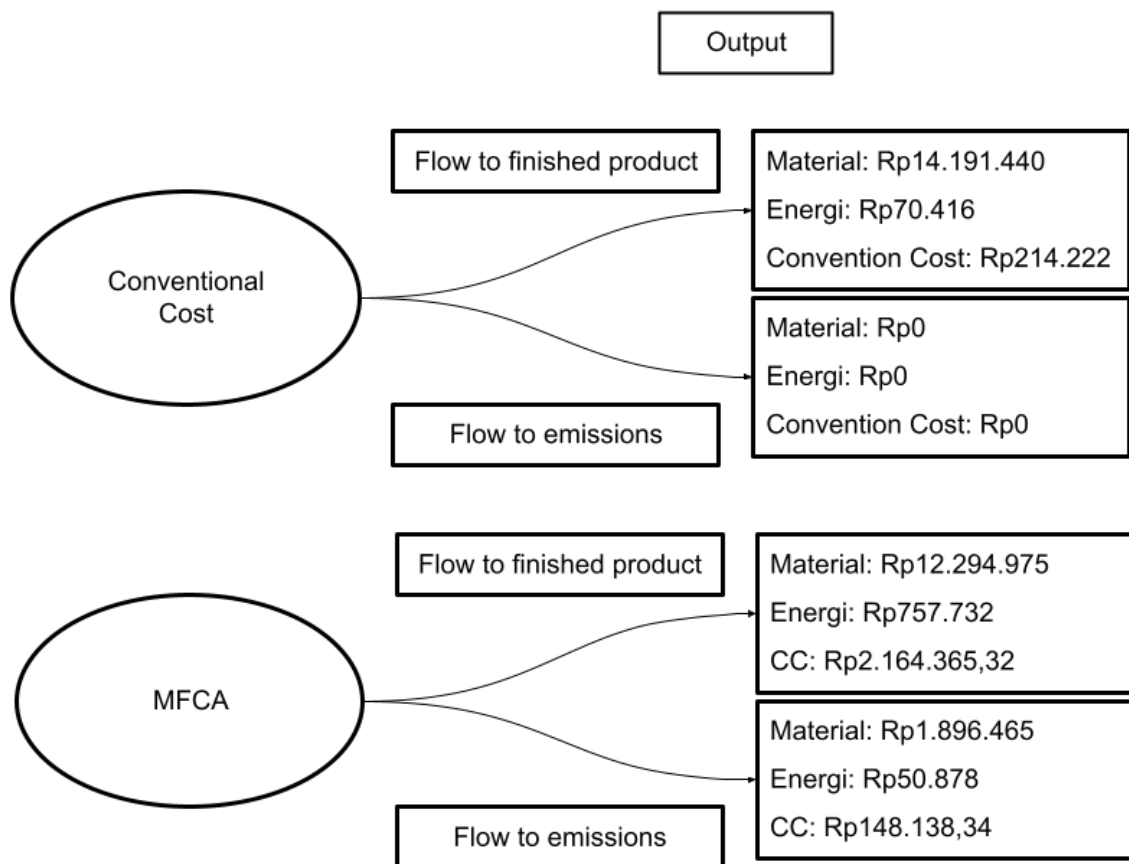 Output
Flow to finished product
Material: Rp14.191.440
Energi: Rp70.416
Convention Cost: Rp214.222
Conventional
Cost
Material: Rp0
Energi: Rp0
Convention Cost: Rp0
Flow to emissions
Flow to finished product
Material: Rp12.294.975
Energi: Rp757.732
CC: Rp2.164.365,32
MFCA
Material: Rp1.896.465
Energi: Rp50.878
CC: Rp148.138,34
Flow to emissions